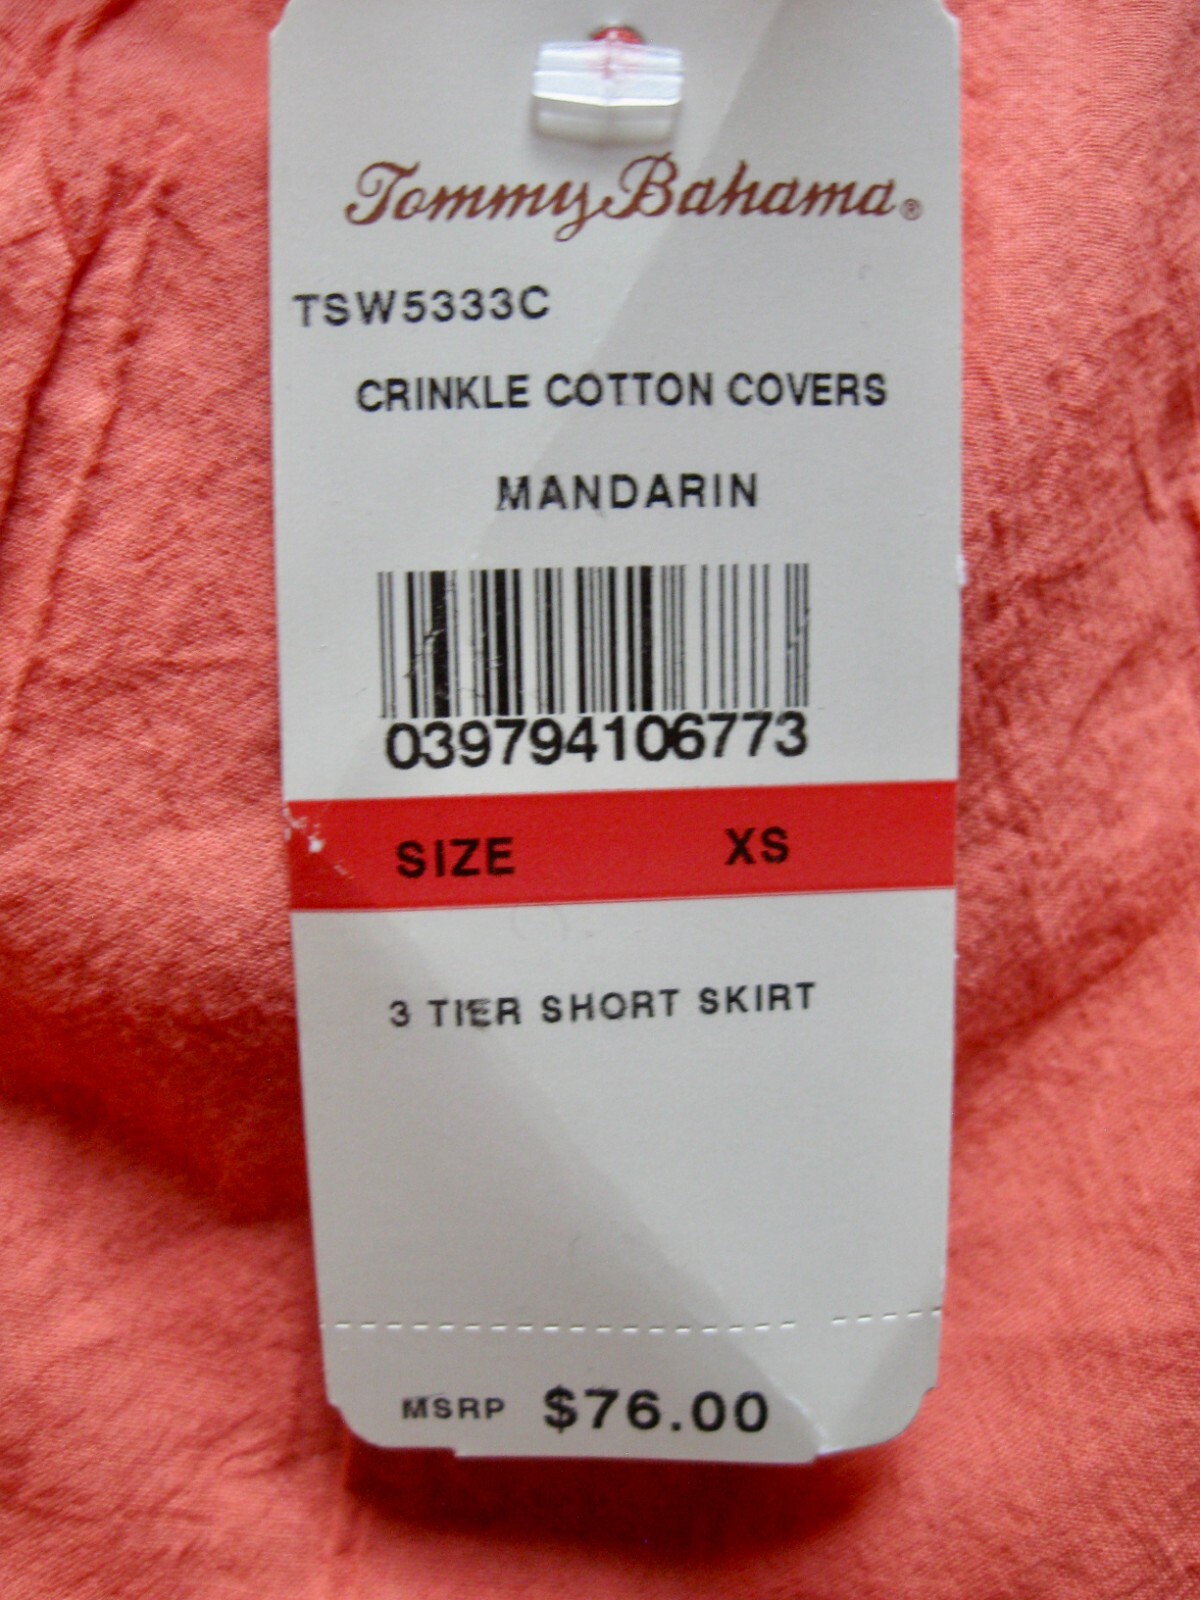 Tommy Bahama®
TSW5333C
CRINKLE COTTON COVERS
MANDARIN
039794106773
SIZE XS
3 TIER SHORT SKIRT
MSRP $76.00